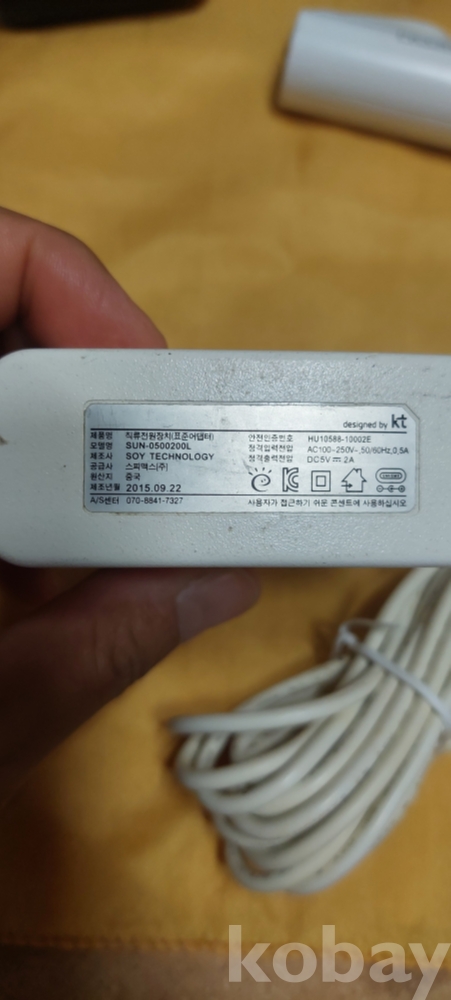 designed by kt
제품명 직류전원장치(표준어댑터)
모델명 SUN-0500200L
제조사 SOY TECHNOLOGY
공급사 스피맥스(주)
원산지 중국
제조년월 2015.09.22
A/S센터 070-8841-7327
안전인증번호 HU10568-10002E
정격입력전압 AC100-250V~,50/60Hz,0.5A
정격출력전압 DC5V⎓2A
사용자가 접근하기 쉬운 콘센트에 사용하십시오
kobay